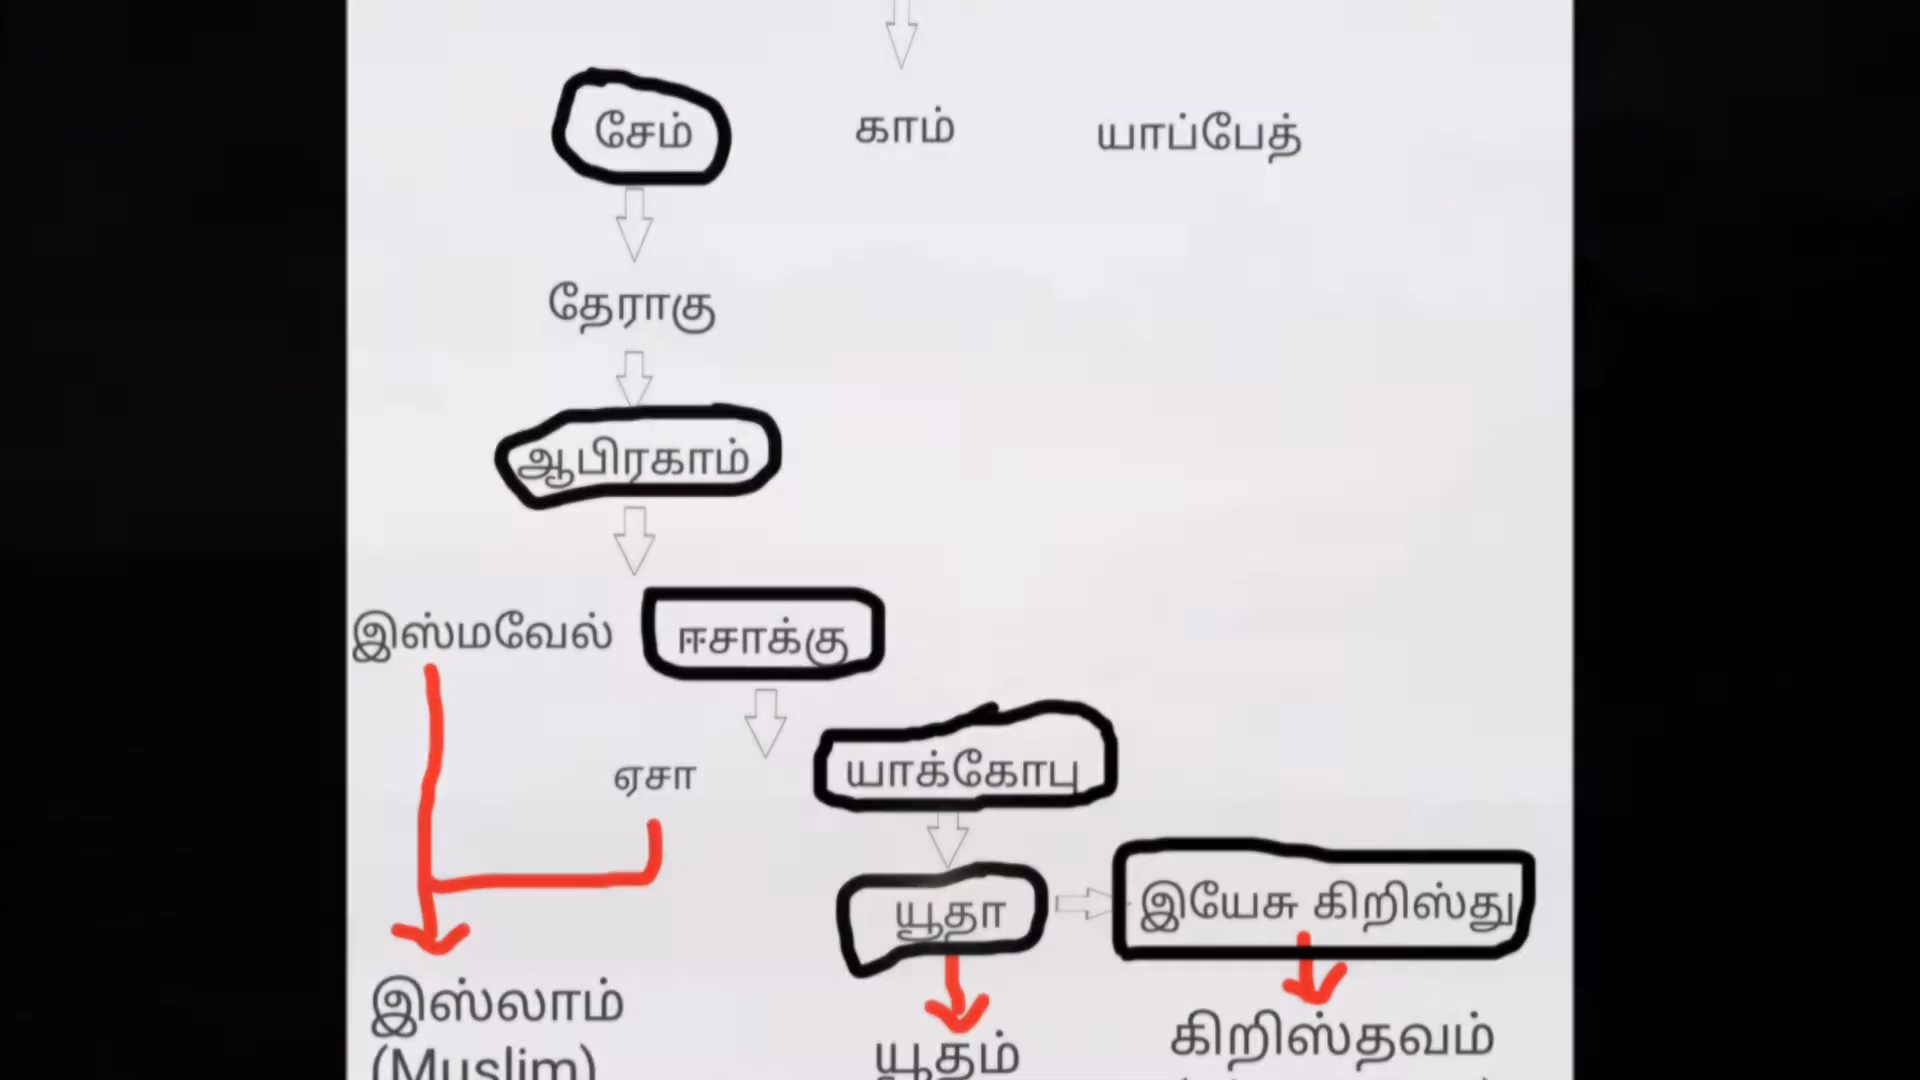 சேம் காம் யாப்பேத்
தேராகு
ஆபிரகாம்
இஸ்மவேல் ஈசாக்கு
ஏசா யாக்கோபு
யூதா இயேசு கிறிஸ்து
இஸ்லாம் யூதம் கிறிஸ்தவம்
(Muslim)